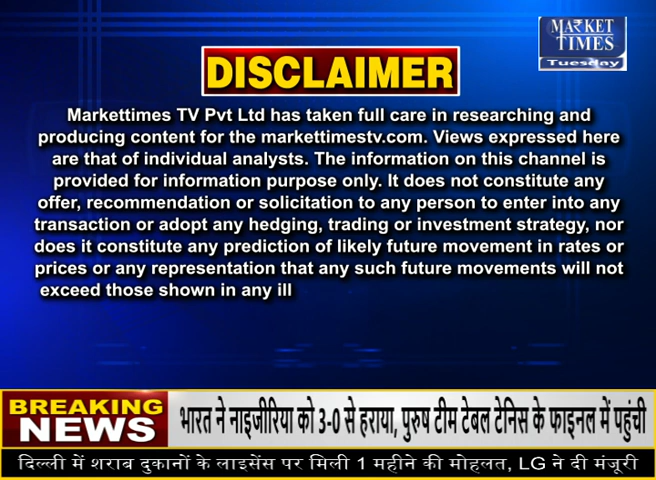 MARKET
TIMES
Tuesday
DISCLAIMER
Markettimes TV Pvt Ltd has taken full care in researching and
producing content for the markettimestv.com. Views expressed here
are that of individual analysts. The information on this channel is
provided for information purpose only. It does not constitute any
offer, recommendation or solicitation to any person to enter into any
transaction or adopt any hedging, trading or investment strategy, nor
does it constitute any prediction of likely future movement in rates or
prices or any representation that any such future movements will not
exceed those shown in any ill
BREAKING
NEWS
भारत ने नाइजीरिया को 3-0 से हराया, पुरुष टीम टेबल टेनिस के फाइनल में पहुंची
दिल्ली में शराब दुकानों के लाइसेंस पर मिली 1 महीने की मोहलत, LG ने दी मंजूरी